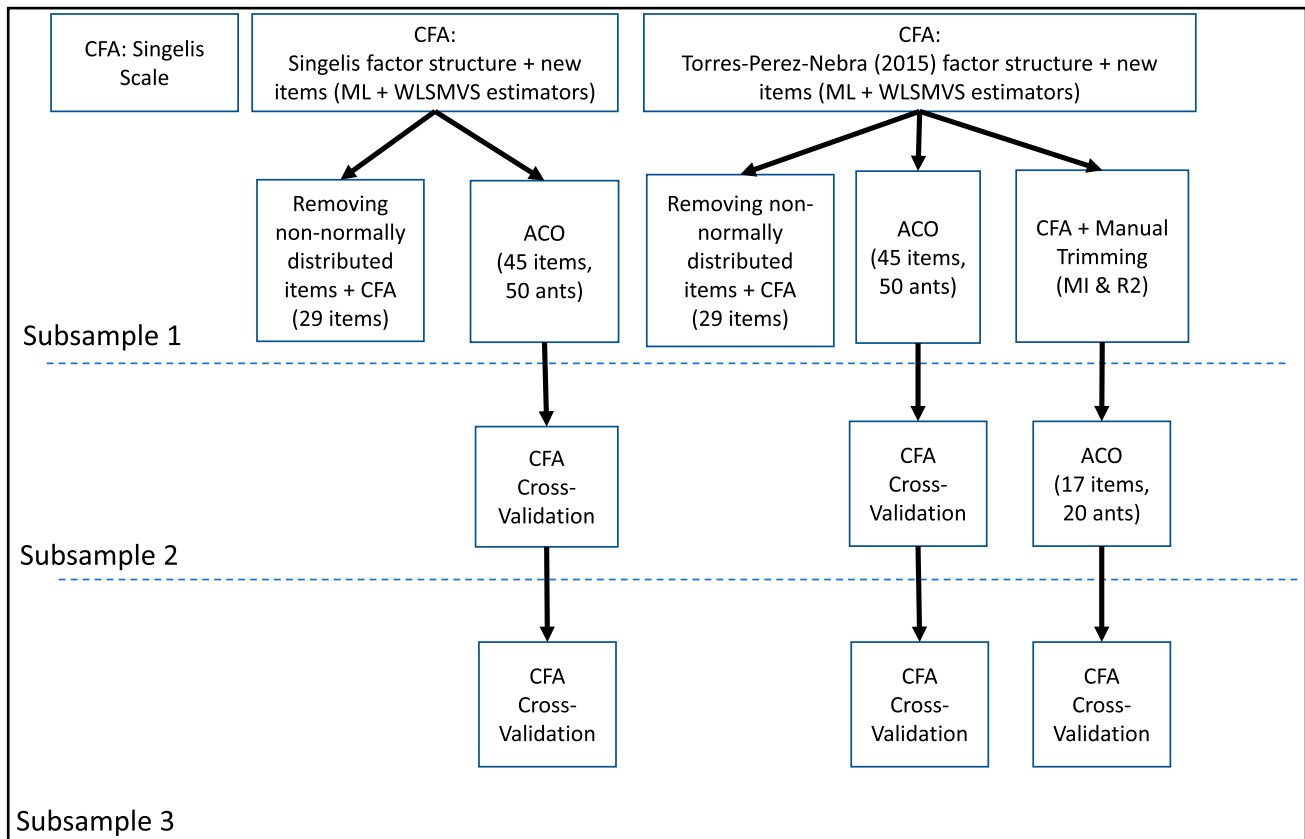 CFA: Singelis
Scale
CFA:
Singelis factor structure + new
items (ML + WLSMVS estimators)
CFA:
Torres-Perez-Nebra (2015) factor structure + new
items (ML + WLSMVS estimators)
Removing
non-normally
distributed
items + CFA
(29 items)
ACO
(45 items,
50 ants)
Removing non-
normally
distributed
items + CFA
(29 items)
ACO
(45 items,
50 ants)
CFA + Manual
Trimming
(MI & R2)
Subsample 1
CFA
Cross-
Validation
CFA
Cross-
Validation
ACO
(17 items,
20 ants)
Subsample 2
CFA
Cross-
Validation
CFA
Cross-
Validation
CFA
Cross-
Validation
Subsample 3